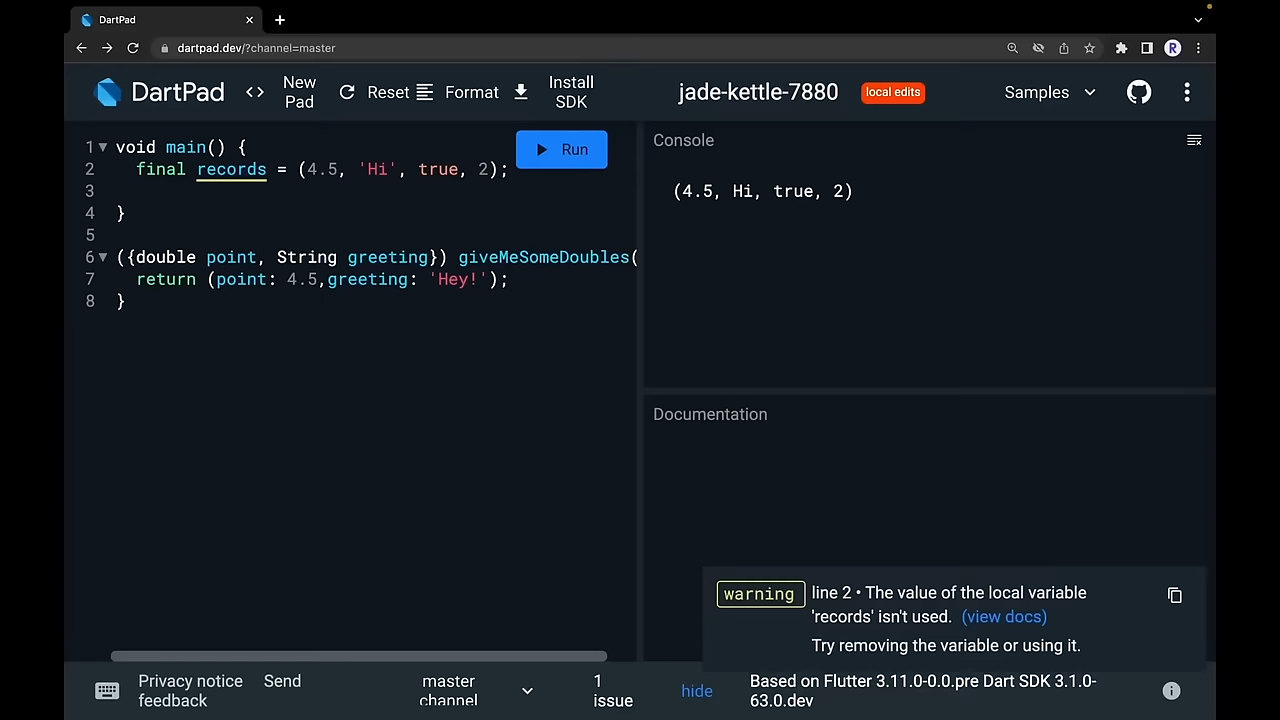 DartPad
dartpad.dev/?channel=master
R
DartPad
<> New Pad
Reset
Format
Install SDK
jade-kettle-7880
local edits
Samples
1 void main() {
2 final records = (4.5, 'Hi', true, 2);
3
4 }
5
6 ({double point, String greeting}) giveMeSomeDoubles(
7 return (point: 4.5,greeting: 'Hey!');
8 }
Run
Console
(4.5, Hi, true, 2)
Documentation
warning
line 2 • The value of the local variable
'records' isn't used. (view docs)
Try removing the variable or using it.
Privacy notice
feedback
Send
master
channel
1
issue
hide
Based on Flutter 3.11.0-0.0.pre Dart SDK 3.1.0-
63.0.dev